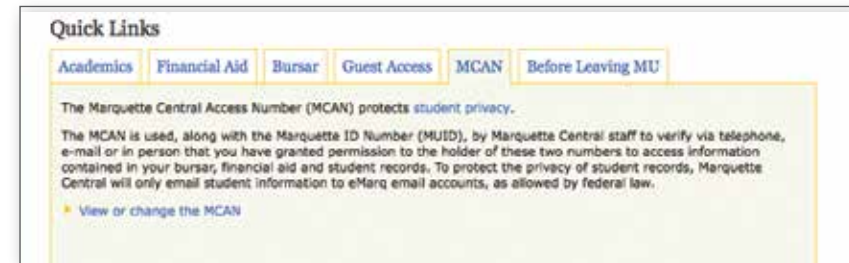 Quick Links
Academics Financial Aid Bursar Guest Access MCAN Before Leaving MU
The Marquette Central Access Number (MCAN) protects student privacy.
The MCAN is used, along with the Marquette ID Number (MUID), by Marquette Central staff to verify via telephone,
e-mail or in person that you have granted permission to the holder of these two numbers to access information
contained in your bursar, financial aid and student records. To protect the privacy of student records, Marquette
Central will only email student information to eMarq email accounts, as allowed by federal law.
View or change the MCAN